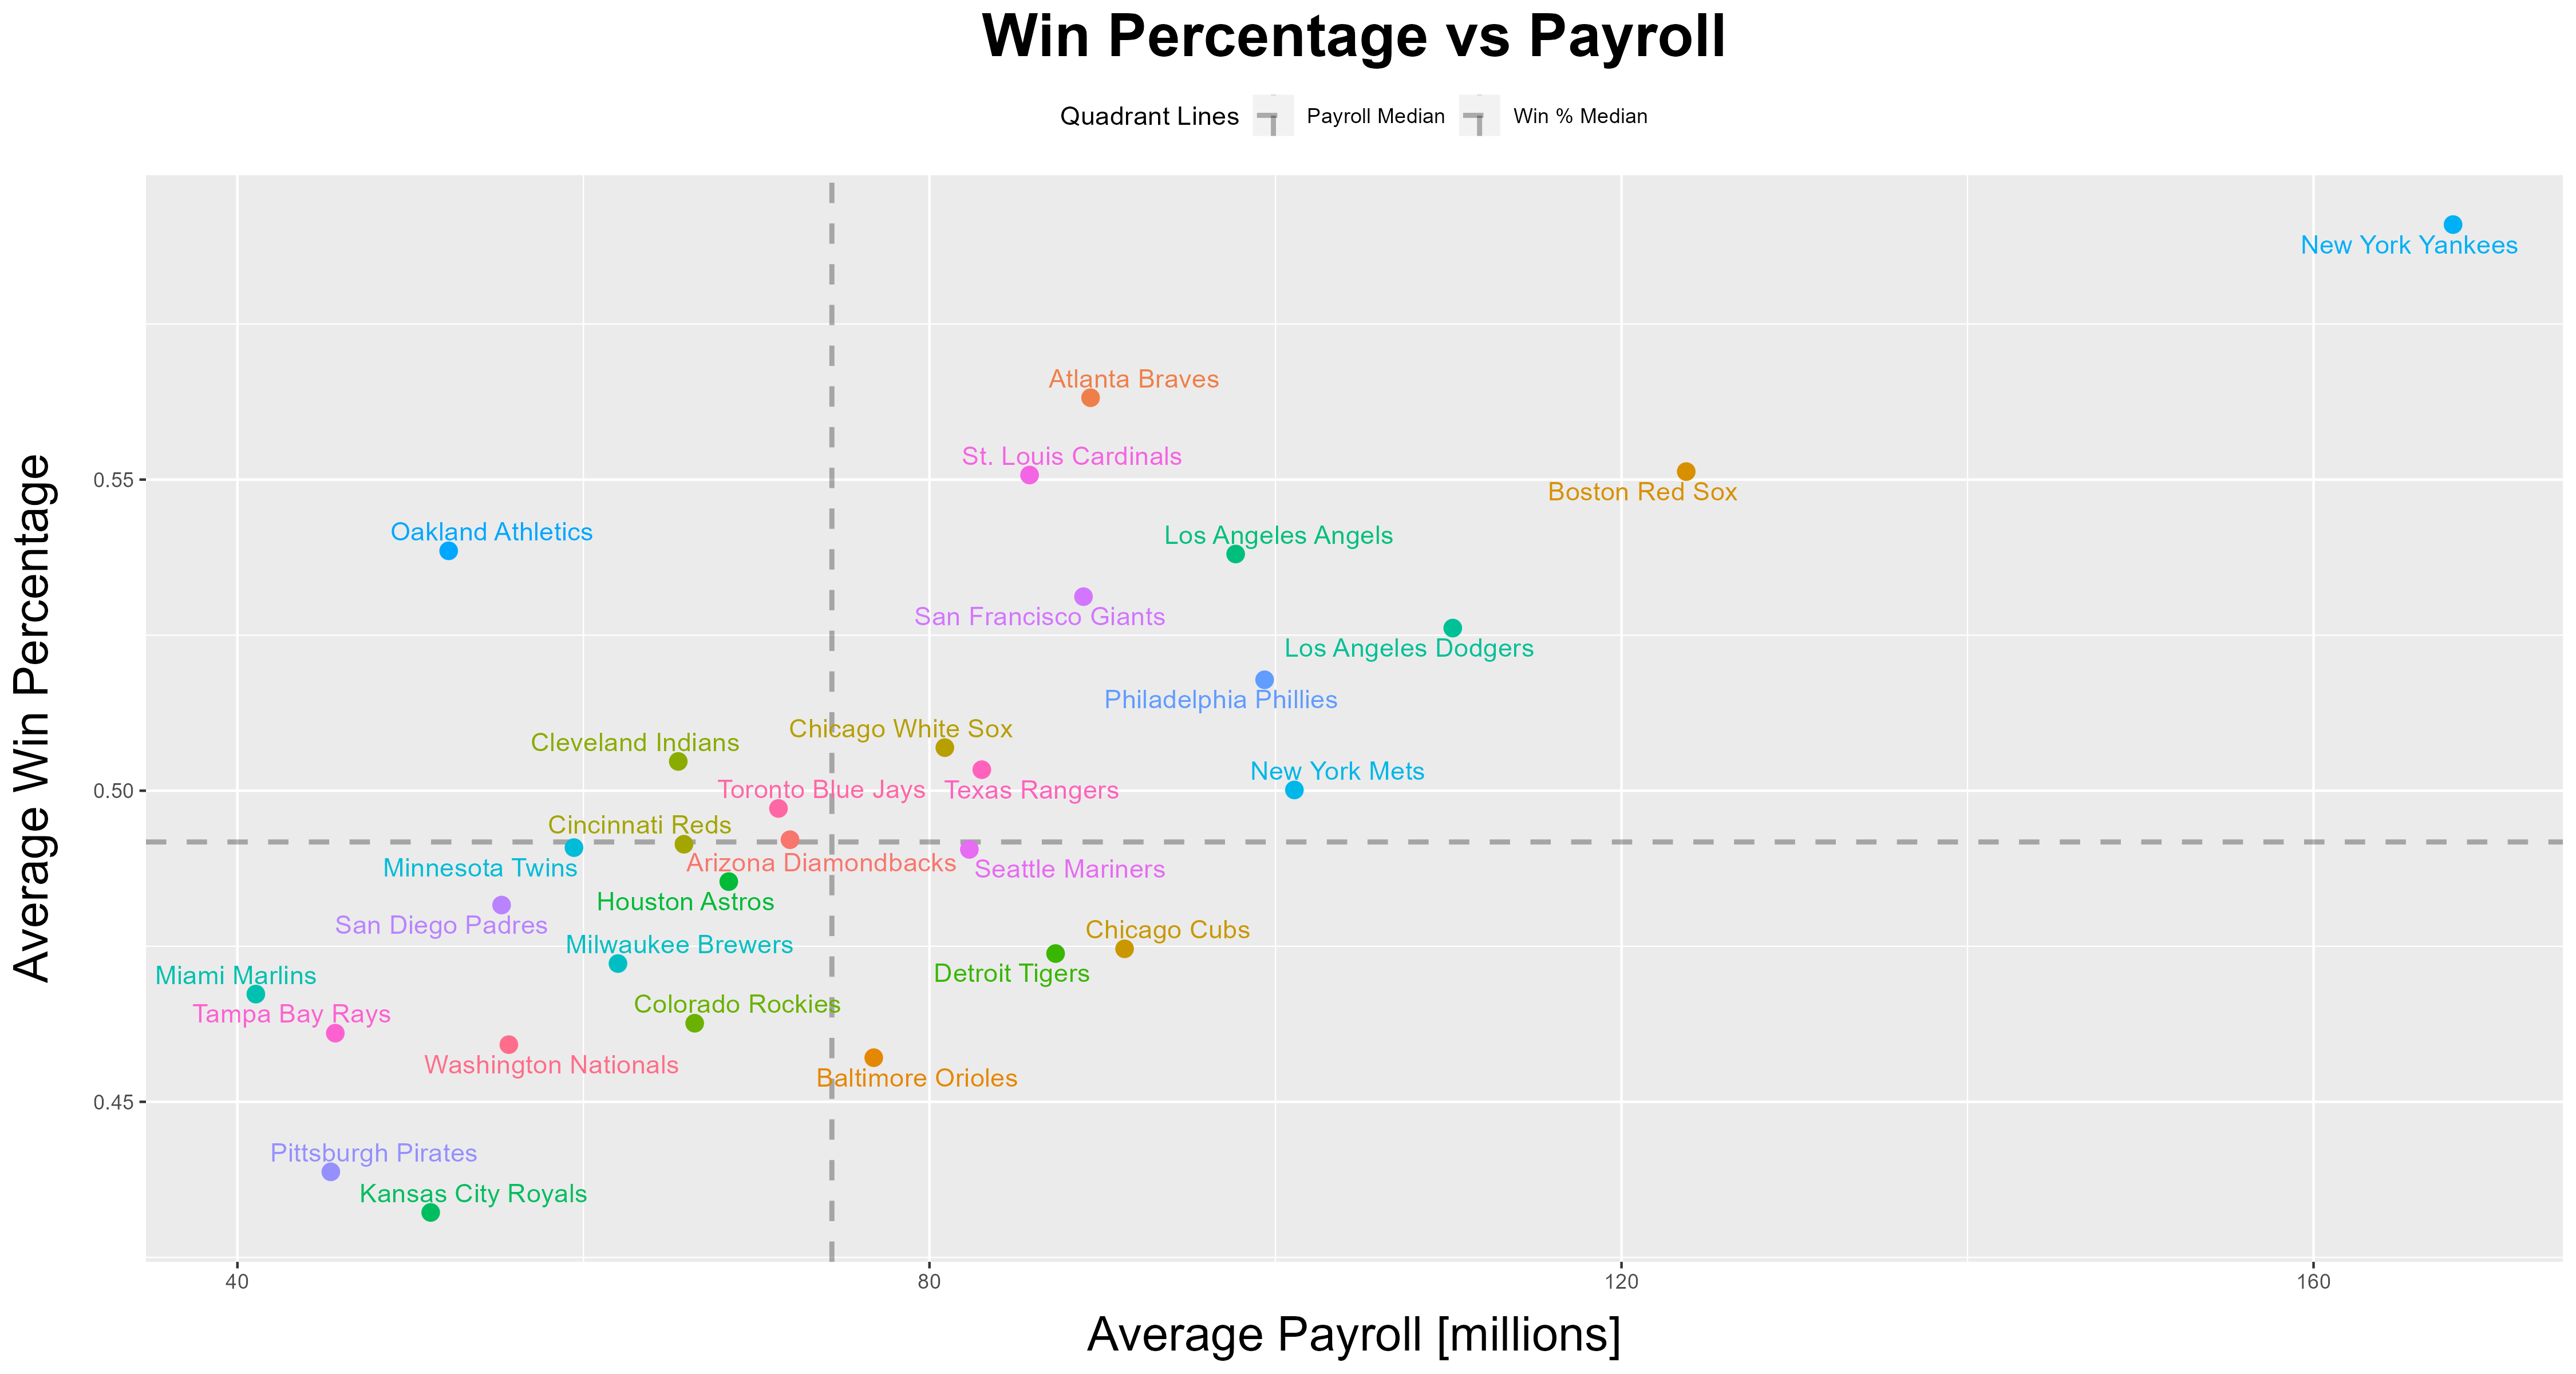 Win Percentage vs Payroll
Quadrant Lines Payroll Median Win % Median
New York Yankees
Atlanta Braves
St. Louis Cardinals
Boston Red Sox
Oakland Athletics
Los Angeles Angels
San Francisco Giants
Los Angeles Dodgers
Philadelphia Phillies
Chicago White Sox
Cleveland Indians
New York Mets
Toronto Blue Jays
Texas Rangers
Cincinnati Reds
Arizona Diamondbacks
Minnesota Twins
Seattle Mariners
Houston Astros
San Diego Padres
Chicago Cubs
Milwaukee Brewers
Detroit Tigers
Miami Marlins
Colorado Rockies
Tampa Bay Rays
Washington Nationals
Baltimore Orioles
Pittsburgh Pirates
Kansas City Royals
0.55
0.50
0.45
Average Win Percentage
40 80 120 160
Average Payroll [millions]